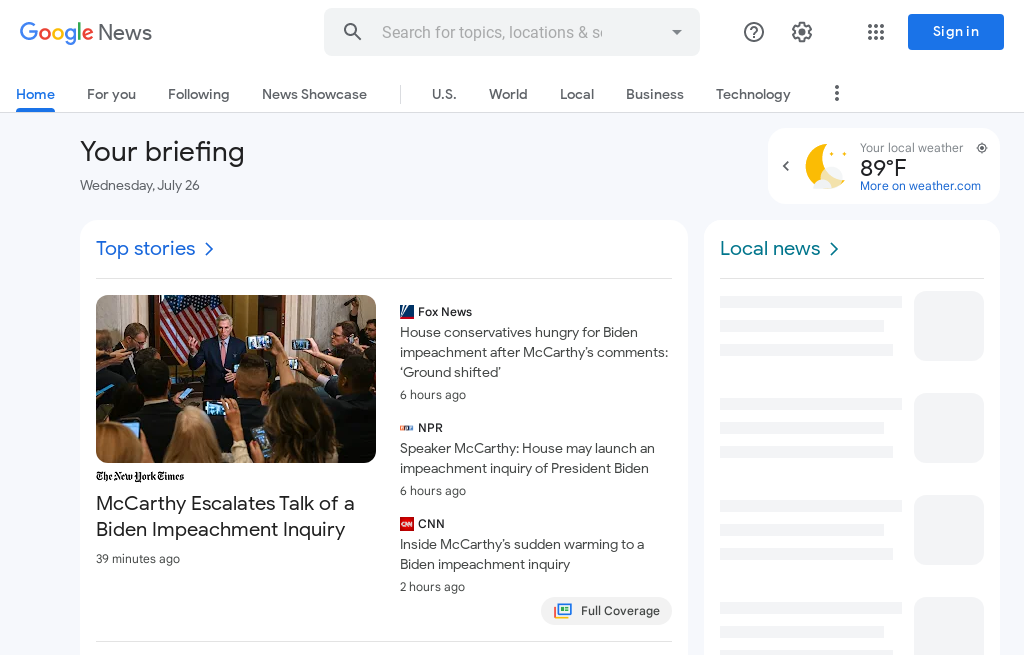 Google News
Search for topics, locations & s
Sign in
Home
For you
Following
News Showcase
U.S.
World
Local
Business
Technology
Your briefing
Wednesday, July 26
Your local weather
89°F
More on weather.com
Top stories
The New York Times
McCarthy Escalates Talk of a
Biden Impeachment Inquiry
39 minutes ago
Fox News
House conservatives hungry for Biden
impeachment after McCarthy's comments:
‘Ground shifted’
6 hours ago
NPR
Speaker McCarthy: House may launch an
impeachment inquiry of President Biden
6 hours ago
CNN
Inside McCarthy's sudden warming to a
Biden impeachment inquiry
2 hours ago
Full Coverage
Local news